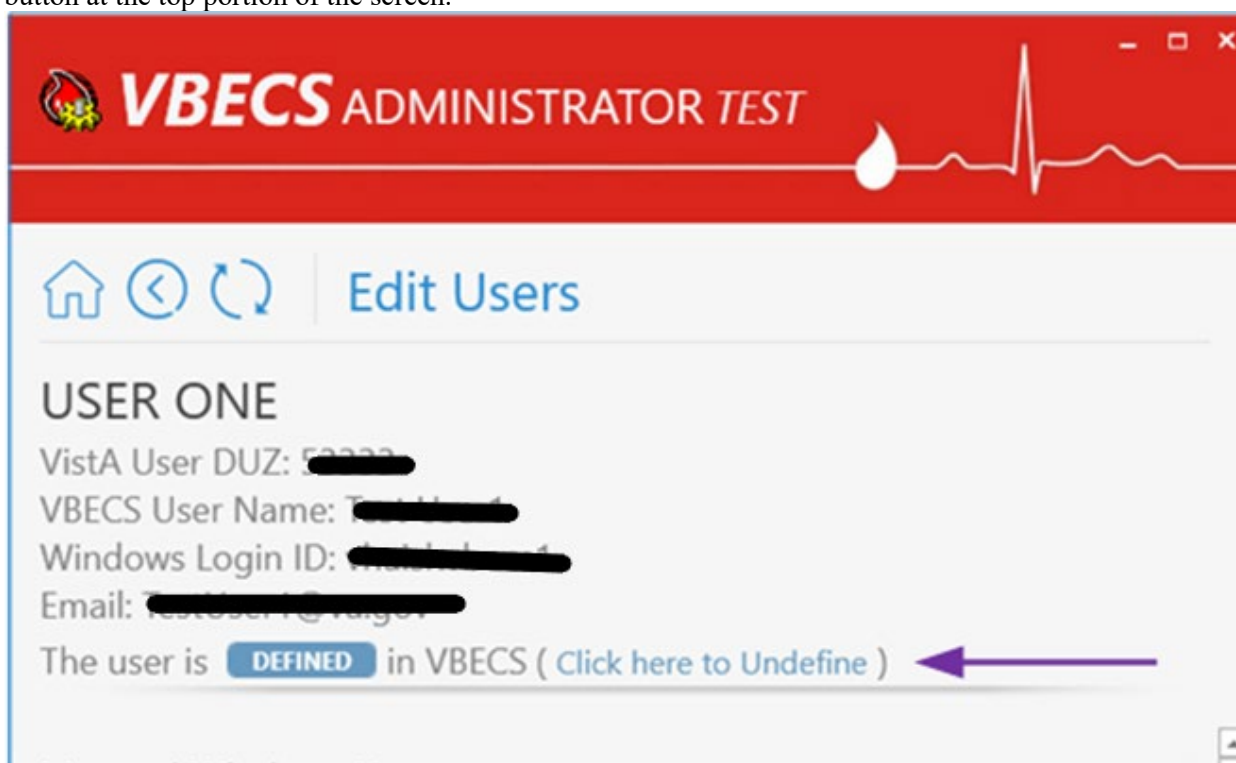 button at the top portion of the screen.
VBECS ADMINISTRATOR TEST
Edit Users
USER ONE
VistA User DUZ:
VBECS User Name:
Windows Login ID:
Email:
The user is DEFINED in VBECS ( Click here to Undefine )